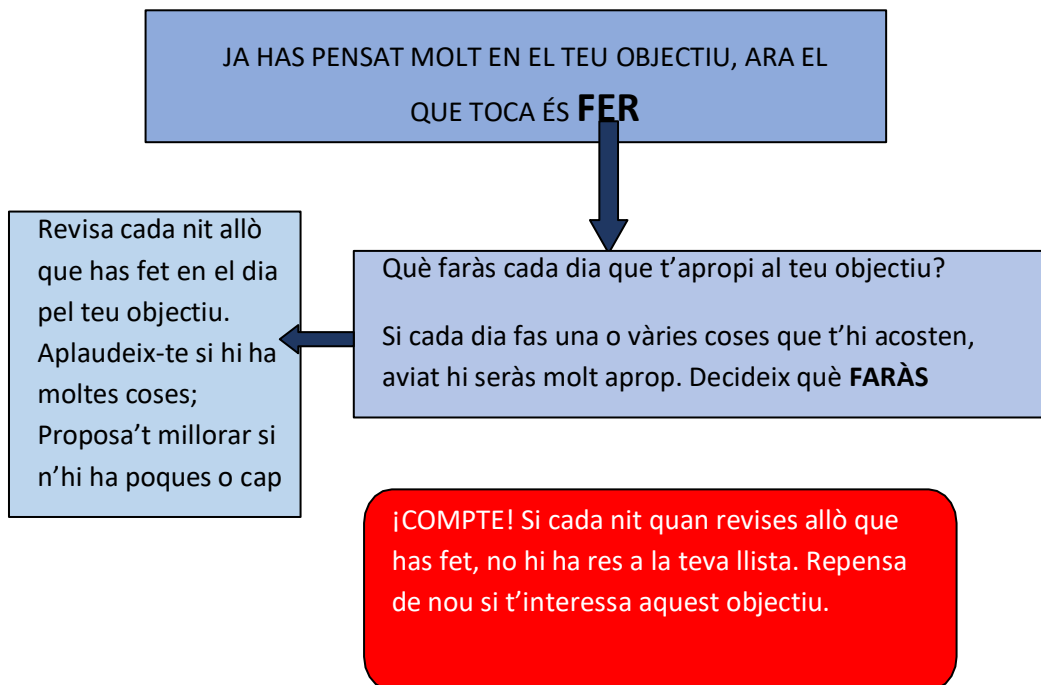 JA HAS PENSAT MOLT EN EL TEU OBJECTIU, ARA EL
QUE TOCA ÉS FER
Revisa cada nit allò
que has fet en el dia
pel teu objectiu.
Aplaudeix-te si hi ha
moltes coses;
Proposa't millorar si
n'hi ha poques o cap
Què faràs cada dia que t'apropi al teu objectiu?
Si cada dia fas una o vàries coses que t'hi acosten,
aviat hi seràs molt aprop. Decideix què FARÀS
¡COMPTE! Si cada nit quan revises allò que
has fet, no hi ha res a la teva llista. Repensa
de nou si t'interessa aquest objectiu.